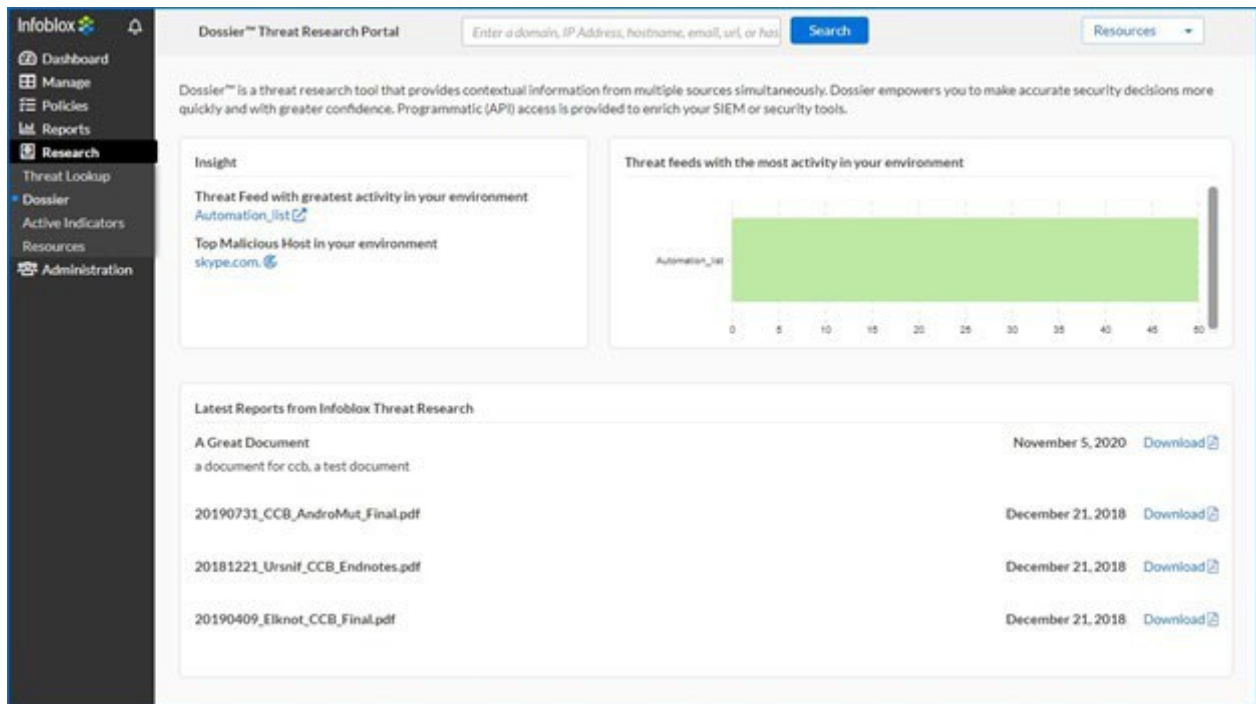 Infoblox
Dashboard
Manage
Policies
Reports
Research
Threat Lookup
Dossier
Active Indicators
Resources
Administration
Dossier™ Threat Research Portal
Enter a domain, IP Address, hostname, email, url, or has
Search
Resources
Dossier™ is a threat research tool that provides contextual information from multiple sources simultaneously. Dossier empowers you to make accurate security decisions more
quickly and with greater confidence. Programmatic (API) access is provided to enrich your SIEM or security tools.
Insight
Threat Feed with greatest activity in your environment
Automation_list
Top Malicious Host in your environment
skype.com.
Threat feeds with the most activity in your environment
Automation_list
0 5 10 15 20 25 30 35 40 45 50
Latest Reports from Infoblox Threat Research
A Great Document November 5, 2020 Download
a document for ccb, a test document
20190731_CCB_AndroMut_Final.pdf December 21, 2018 Download
20181221_Ursnif_CCB_Endnotes.pdf December 21, 2018 Download
20190409_Elknot_CCB_Final.pdf December 21, 2018 Download